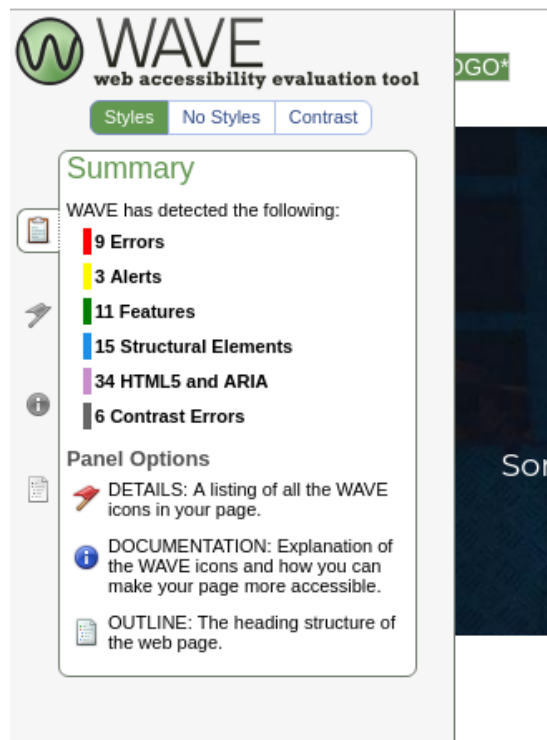 WAVE
web accessibility evaluation tool
OGO*
Styles No Styles Contrast
Summary
WAVE has detected the following:
9 Errors
3 Alerts
11 Features
15 Structural Elements
34 HTML5 and ARIA
6 Contrast Errors
Panel Options
DETAILS: A listing of all the WAVE
icons in your page.
DOCUMENTATION: Explanation of
the WAVE icons and how you can
make your page more accessible.
OUTLINE: The heading structure of
the web page.
Sor